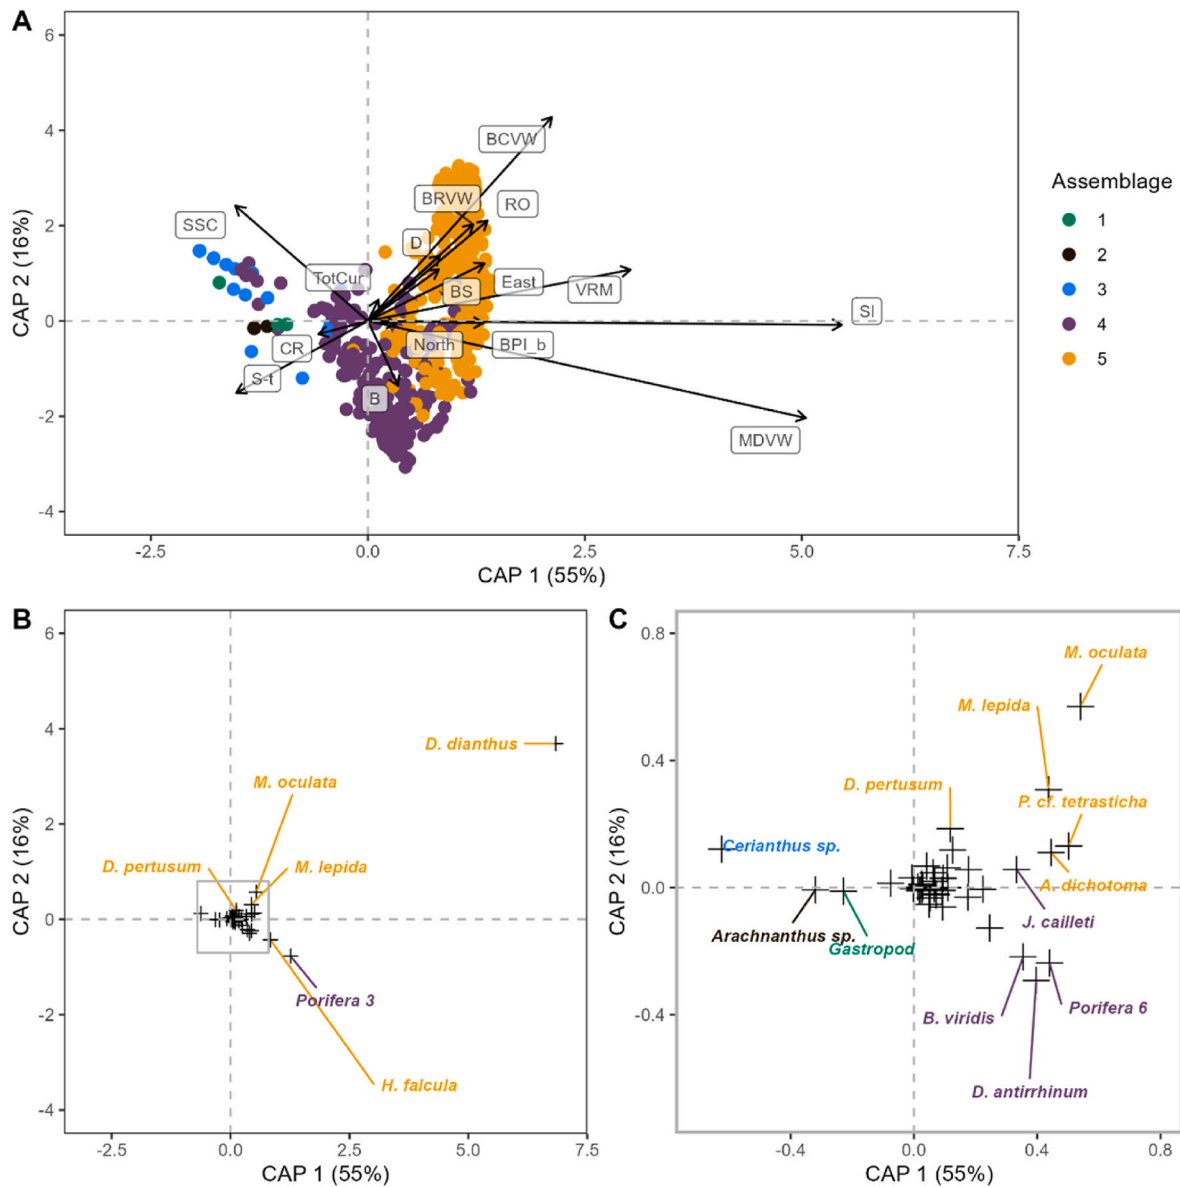 A
6
4
2
0
-2
-4
CAP 2 (16%)
BCVW
BRVW
RO
SSC
D
TotCur
East
BS
VRM
SI
CR
North
BPI_b
S-t
B
MDVW
-2.5
0.0
2.5
5.0
7.5
CAP 1 (55%)
Assemblage
1
2
3
4
5
B
6
4
2
0
-2
-4
CAP 2 (16%)
D. dianthus
M. oculata
D. pertusum
M. lepida
Porifera 3
H. falcula
-2.5
0.0
2.5
5.0
7.5
CAP 1 (55%)
C
0.8
0.4
0.0
-0.4
CAP 2 (16%)
M. oculata
M. lepida
D. pertusum
P. cf. tetrasticha
Cerianthus sp.
A. dichotoma
J. cailleti
Arachnanthus sp.
Gastropod
B. viridis
Porifera 6
D. antirrhinum
-0.4
0.0
0.4
0.8
CAP 1 (55%)